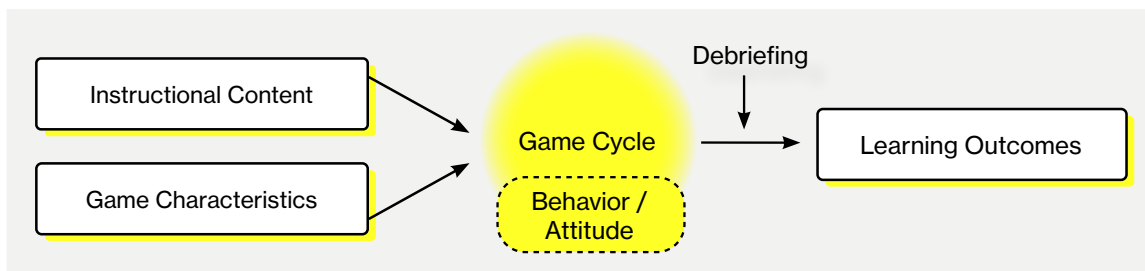 Instructional Content
Game Characteristics
Game Cycle
Behavior /
Attitude
Debriefing
Learning Outcomes